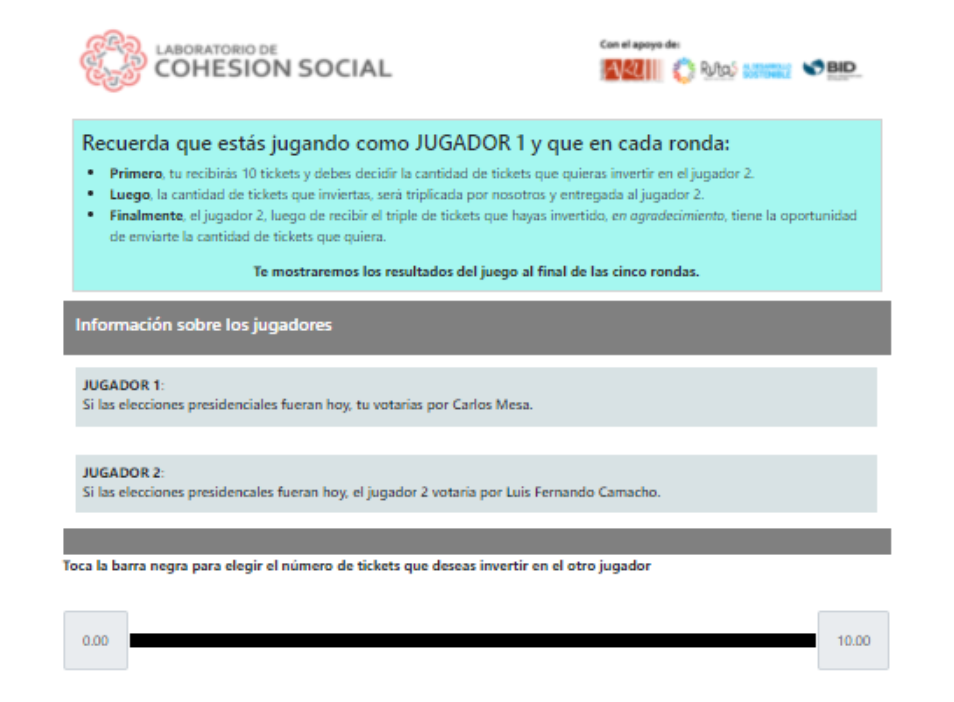 LABORATORIO DE
COHESION SOCIAL
Con el apoyo de:
Rutas
SOSTENIBLE
BID
Recuerda que estás jugando como JUGADOR 1 y que en cada ronda:
Primero, tu recibirás 10 tickets y debes decidir la cantidad de tickets que quieras invertir en el jugador 2.
Luego, la cantidad de tickets que inviertas, será triplicada por nosotros y entregada al jugador 2.
Finalmente, el jugador 2, luego de recibir el triple de tickets que hayas invertido, en agradecimiento, tiene la oportunidad
de enviarte la cantidad de tickets que quiera.
Te mostraremos los resultados del juego al final de las cinco rondas.
Información sobre los jugadores
JUGADOR 1:
Si las elecciones presidenciales fueran hoy, tu votarías por Carlos Mesa.
JUGADOR 2:
Si las elecciones presidencales fueran hoy, el jugador 2 votaría por Luis Fernando Camacho.
Toca la barra negra para elegir el número de tickets que deseas invertir en el otro jugador
0.00
10.00